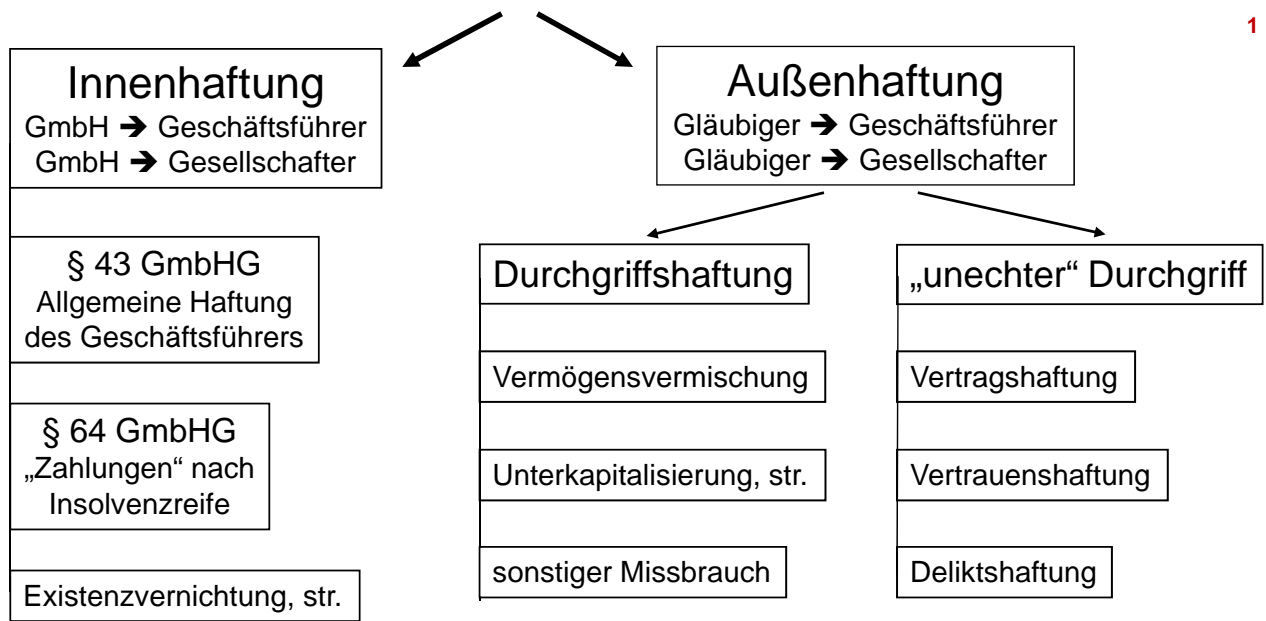 1
Innenhaftung
GmbH ➔ Geschäftsführer
GmbH ➔ Gesellschafter
Außenhaftung
Gläubiger ➔ Geschäftsführer
Gläubiger ➔ Gesellschafter
§ 43 GmbHG
Allgemeine Haftung
des Geschäftsführers
§ 64 GmbHG
„Zahlungen“ nach
Insolvenzreife
Existenzvernichtung, str.
Durchgriffshaftung
Vermögensvermischung
Unterkapitalisierung, str.
sonstiger Missbrauch
„unechter“ Durchgriff
Vertragshaftung
Vertrauenshaftung
Deliktshaftung